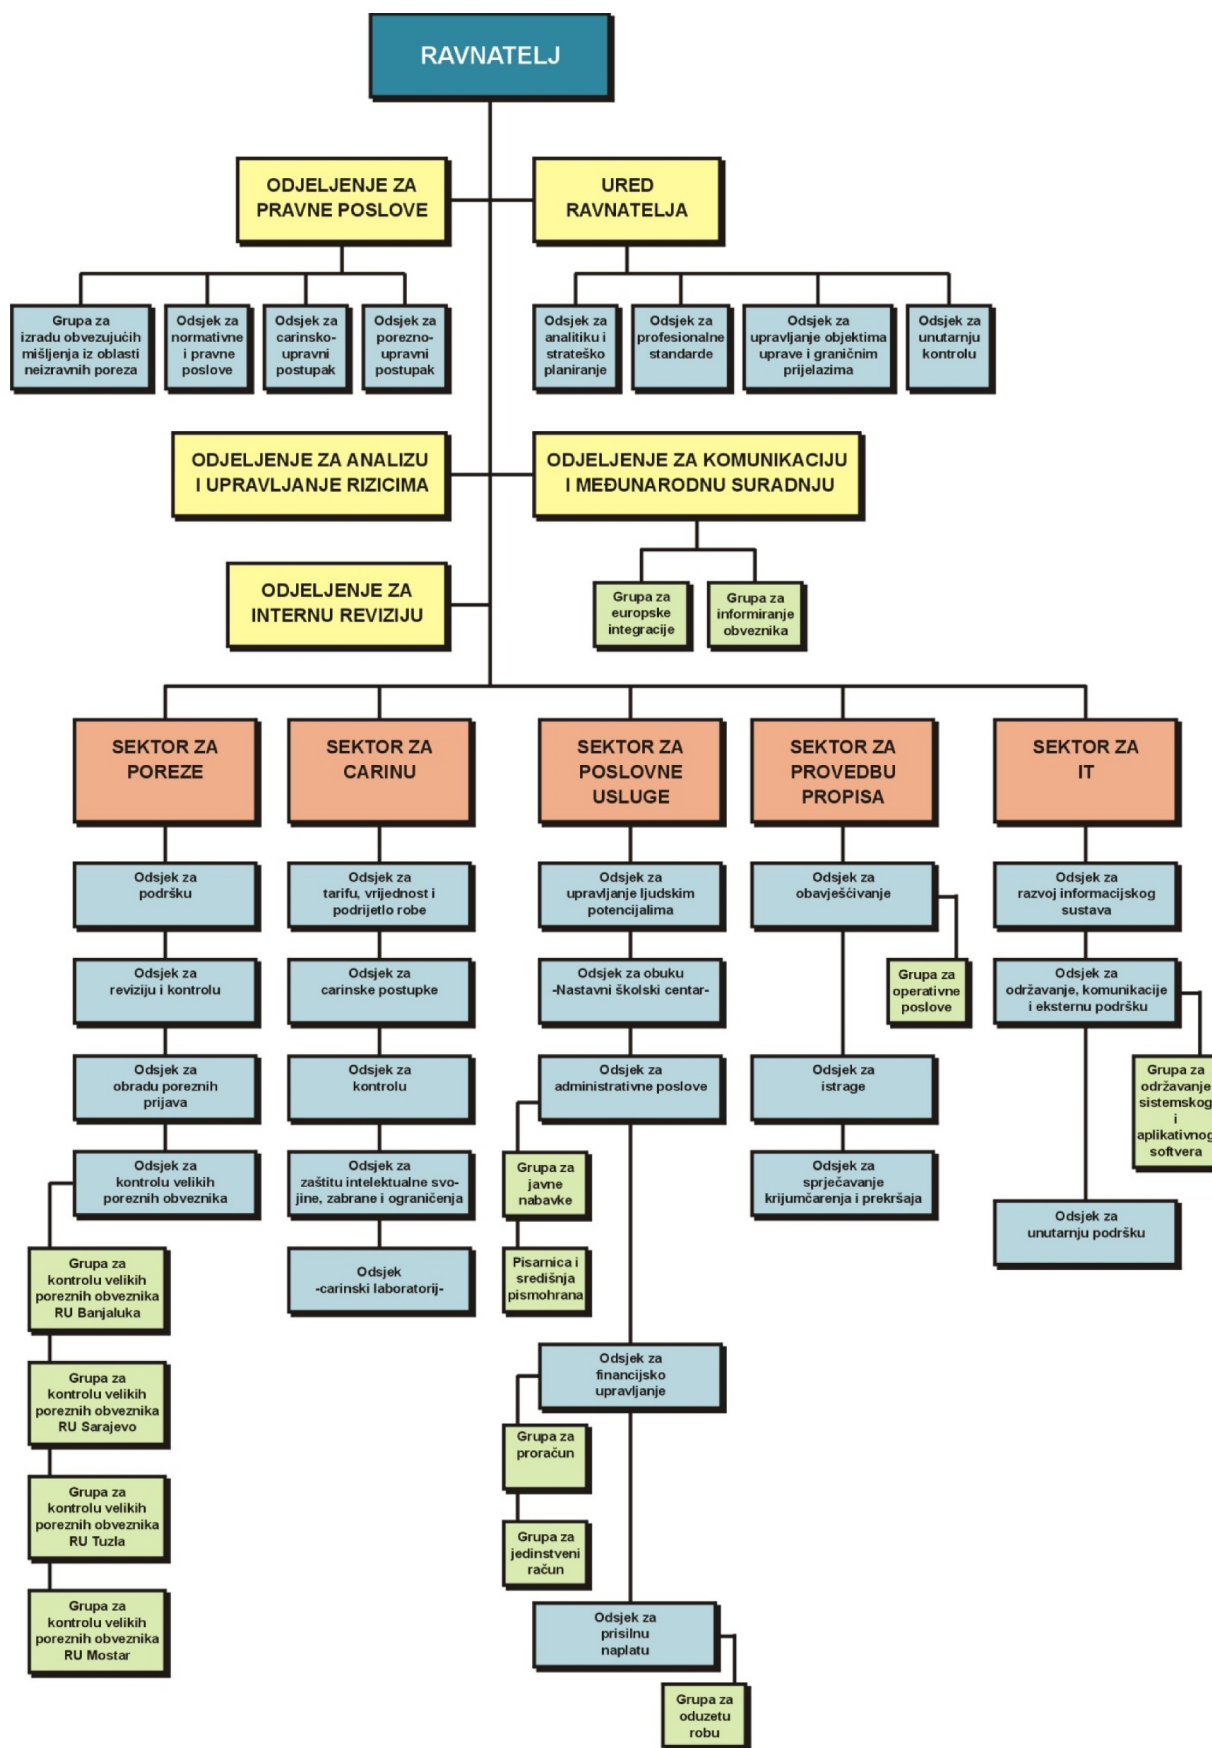 RAVNATELJ
ODJELJENJE ZA
PRAVNE POSLOVE
URED
RAVNATELJA
Grupa za
izradu obvezujućih
mišljenja iz oblasti
neizravnih poreza
Odsjek za
normativne
i pravne
poslove
Odsjek za
carinsko-
upravni
postupak
Odsjek za
porezno-
upravni
postupak
Odsjek za
analitiku i
strateško
planiranje
Odsjek za
profesionalne
standarde
Odsjek za
upravljanje objektima
uprave i graničnim
prijelazima
Odsjek za
unutarnju
kontrolu
ODJELJENJE ZA ANALIZU
I UPRAVLJANJE RIZICIMA
ODJELJENJE ZA KOMUNIKACIJU
I MEĐUNARODNU SURADNJU
ODJELJENJE ZA
INTERNU REVIZIJU
Grupa za
europske
integracije
Grupa za
informiranje
obveznika
SEKTOR ZA
POREZE
SEKTOR ZA
CARINU
SEKTOR ZA
POSLOVNE
USLUGE
SEKTOR ZA
PROVEDBU
PROPISA
SEKTOR ZA
IT
Odsjek za
podršku
Odsjek za
reviziju i kontrolu
Odsjek za
obradu poreznih
prijava
Odsjek za
kontrolu velikih
poreznih obveznika
Grupa za
kontrolu velikih
poreznih obveznika
RU Banjaluka
Grupa za
kontrolu velikih
poreznih obveznika
RU Sarajevo
Grupa za
kontrolu velikih
poreznih obveznika
RU Tuzla
Grupa za
kontrolu velikih
poreznih obveznika
RU Mostar
Odsjek za
tarifu, vrijednost i
podrijetlo robe
Odsjek za
carinske postupke
Odsjek za
kontrolu
Odsjek za
zaštitu intelektualne svo-
jine, zabrane i ograničenja
Odsjek
-carinski laboratorij-
Odsjek za
upravljanje ljudskim
potencijalima
Odsjek za obuku
-Nastavni školski centar-
Odsjek za
administrativne poslove
Grupa za
javne
nabavke
Pisarnica i
središnja
pismohrana
Odsjek za
financijsko
upravljanje
Grupa za
proračun
Grupa za
jedinstveni
račun
Odsjek za
prisilnu
naplatu
Grupa za
oduzetu
robu
Odsjek za
obavješćivanje
Grupa za
operativne
poslove
Odsjek za
istrage
Odsjek za
sprječavanje
krijumčarenja i prekršaja
Odsjek za
razvoj informacijskog
sustava
Odsjek za
održavanje, komunikacije
i eksternu podršku
Grupa za
održavanje
sistemskog
i
aplikativnog
softvera
Odsjek za
unutarnju podršku